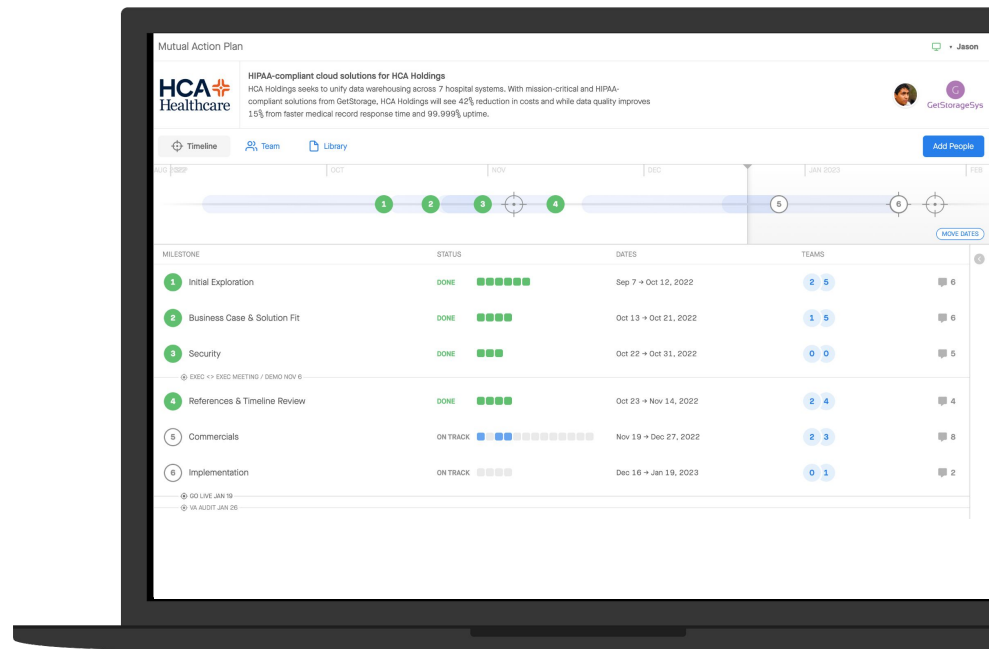 Mutual Action Plan
Jason
HCA
Healthcare
HIPAA-compliant cloud solutions for HCA Holdings
HCA Holdings seeks to unify data warehousing across 7 hospital systems. With mission-critical and HIPAA-
compliant solutions from GetStorage, HCA Holdings will see 42% reduction in costs and while data quality improves
15% from faster medical record response time and 99.999% uptime.
G
GetStorageSys
Timeline
Team
Library
Add People
AUG
OCT
NOV
DEC
JAN 2023
FEB
1
2
3
4
5
6
MOVE DATES
MILESTONE STATUS DATES TEAMS
1 Initial Exploration DONE Sep 7 → Oct 12, 2022 2 5 6
2 Business Case & Solution Fit DONE Oct 13 → Oct 21, 2022 1 5 6
3 Security DONE Oct 22 → Oct 31, 2022 0 0 5
EXEC <> EXEC MEETING / DEMO NOV 6
4 References & Timeline Review DONE Oct 23 → Nov 14, 2022 2 4 4
5 Commercials ON TRACK Nov 19 → Dec 27, 2022 2 3 8
6 Implementation ON TRACK Dec 16 → Jan 19, 2023 0 1 2
GO LIVE JAN 19
VA AUDIT JAN 26